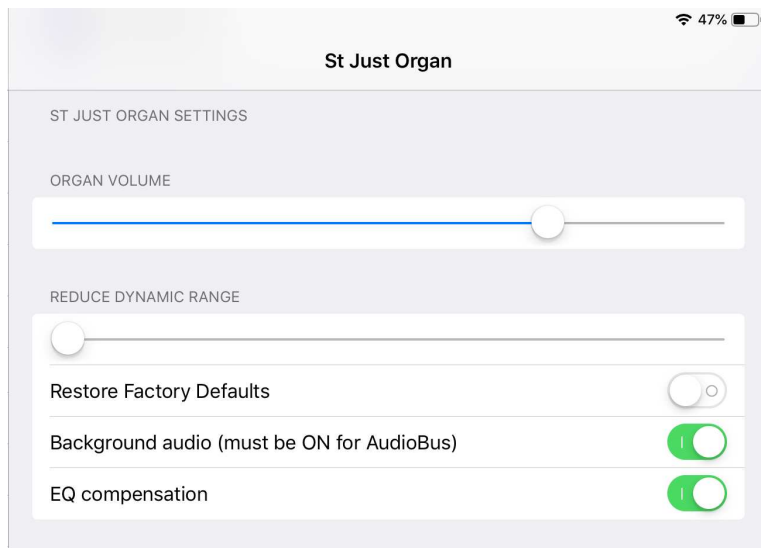 47%
St Just Organ
ST JUST ORGAN SETTINGS
ORGAN VOLUME
REDUCE DYNAMIC RANGE
Restore Factory Defaults
Background audio (must be ON for AudioBus)
EQ compensation